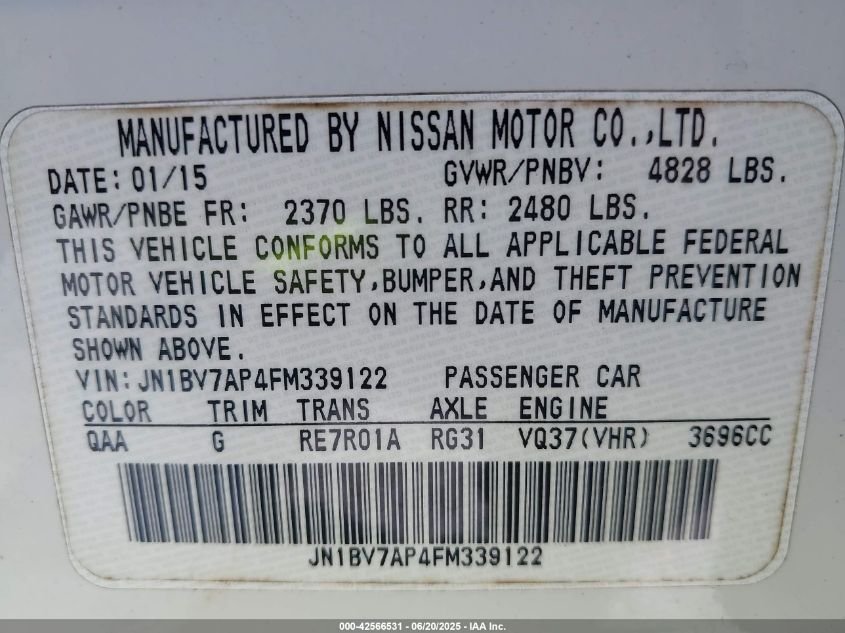 MANUFACTURED BY NISSAN MOTOR CO.,LTD.
DATE: 01/15 GVWR/PNBV: 4828 LBS.
GAWR/PNBE FR: 2370 LBS. RR: 2480 LBS.
THIS VEHICLE CONFORMS TO ALL APPLICABLE FEDERAL
MOTOR VEHICLE SAFETY,BUMPER,AND THEFT PREVENTION
STANDARDS IN EFFECT ON THE DATE OF MANUFACTURE
SHOWN ABOVE.
VIN: JN1BV7AP4FM339122 PASSENGER CAR
COLOR TRIM TRANS AXLE ENGINE
QAA G RE7R01A RG31 VQ37(VHR) 3696CC
JN1BV7AP4FM339122
000-42566531 - 06/20/2025 - IAA Inc.